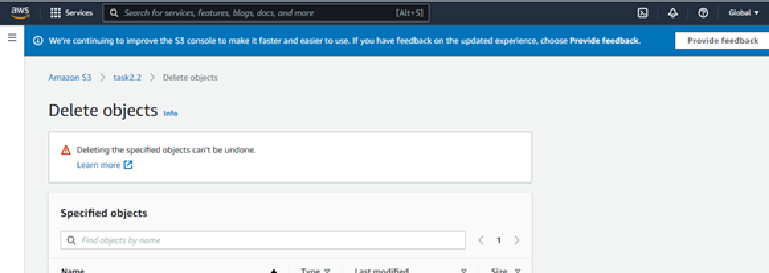 aws Services Search for services, features, blogs, docs, and more [Alt+S] Global
We're continuing to improve the S3 console to make it faster and easier to use. If you have feedback on the updated experience, choose Provide feedback. Provide feedback
Amazon S3 > task2.2 > Delete objects
Delete objects Info
Deleting the specified objects can't be undone.
Learn more
Specified objects
Find objects by name < 1 >
Name Type Last modified Size